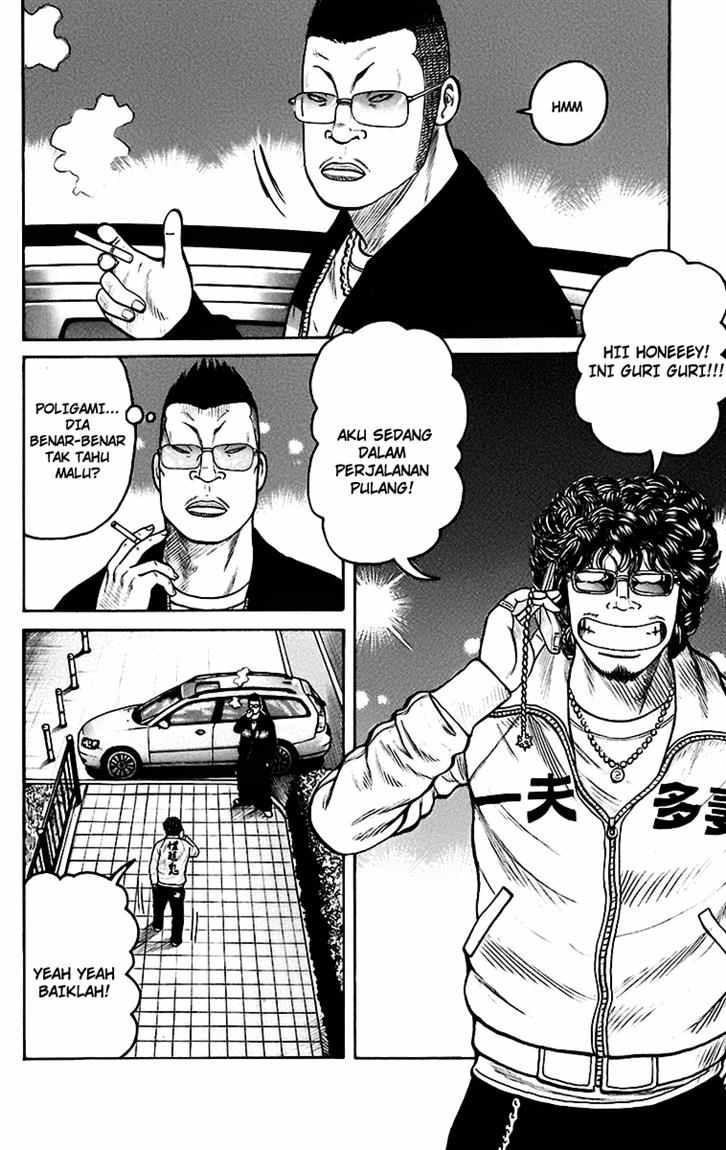 HMM
HII HONEEEY!
INI GURI GURI!!!
AKU SEDANG
DALAM
PERJALANAN
PULANG!
POLIGAMI...
DIA
BENAR-BENAR
TAK TAHU
MALU?
一夫 多妻
YEAH YEAH
BAIKLAH!